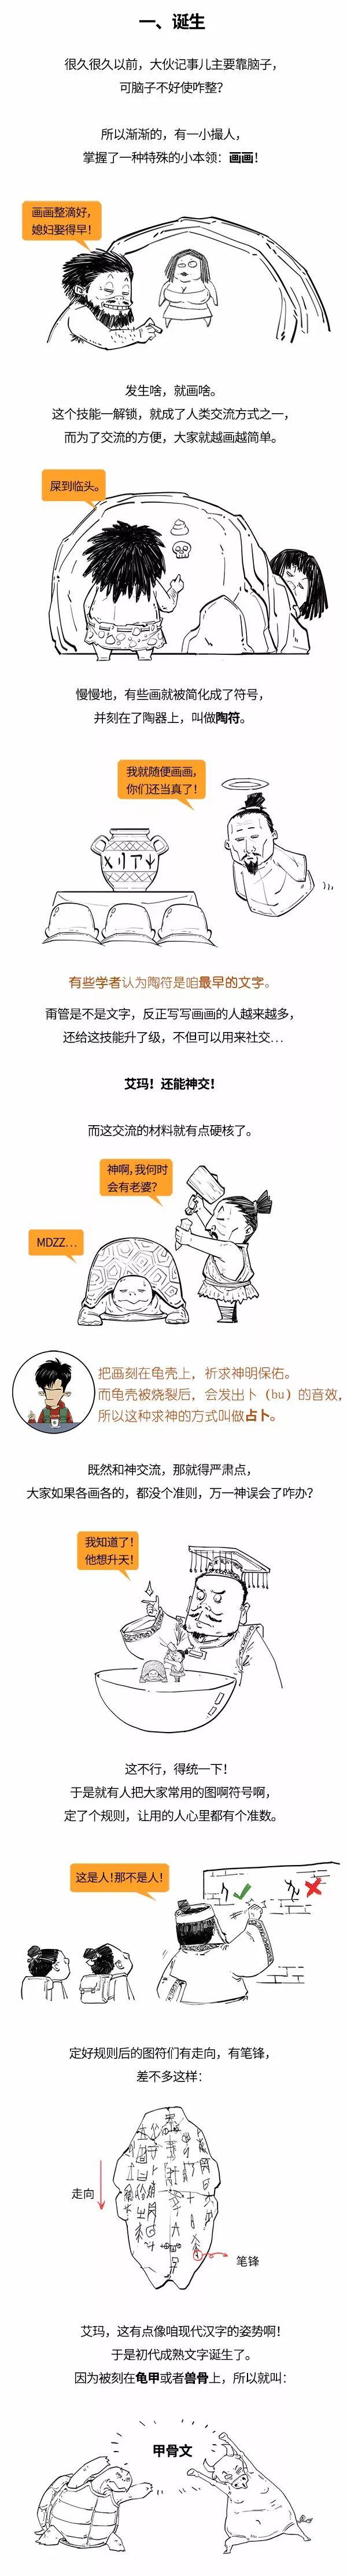 一、诞生
很久很久以前，大伙记事儿主要靠脑子，
可脑子不好使咋整？
所以渐渐的，有一小撮人，
掌握了一种特殊的小本领：画画！
画画整滴好，
媳妇娶得早！
发生啥，就画啥。
这个技能一解锁，就成了人类交流方式之一，
而为了交流的方便，大家就越画越简单。
屎到临头。
慢慢地，有些画就被简化成了符号，
并刻在了陶器上，叫做陶符。
我就随便画画，
你们还当真了！
有些学者认为陶符是咱最早的文字。
甭管是不是文字，反正写写画画的人越来越多，
还给这技能升了级，不但可以用来社交…
艾玛！还能神交！
而这交流的材料就有点硬核了。
神啊，我何时
会有老婆？
MDZZ…
把画刻在龟壳上，祈求神明保佑。
而龟壳被烧裂后，会发出卜（bu）的音效，
所以这种求神的方式叫做占卜。
既然和神交流，那就得严肃点，
大家如果各画各的，都没个准则，万一神误会了咋办？
我知道了！
他想升天！
这不行，得统一下！
于是就有人把大家常用的图啊符号啊，
定了个规则，让用的人心里都有个准数。
这是人！那不是人！
定好规则后的图符们有走向，有笔锋，
差不多这样：
走向
笔锋
艾玛，这有点像咱现代汉字的姿势啊！
于是初代成熟文字诞生了。
因为被刻在龟甲或者兽骨上，所以就叫：
甲骨文